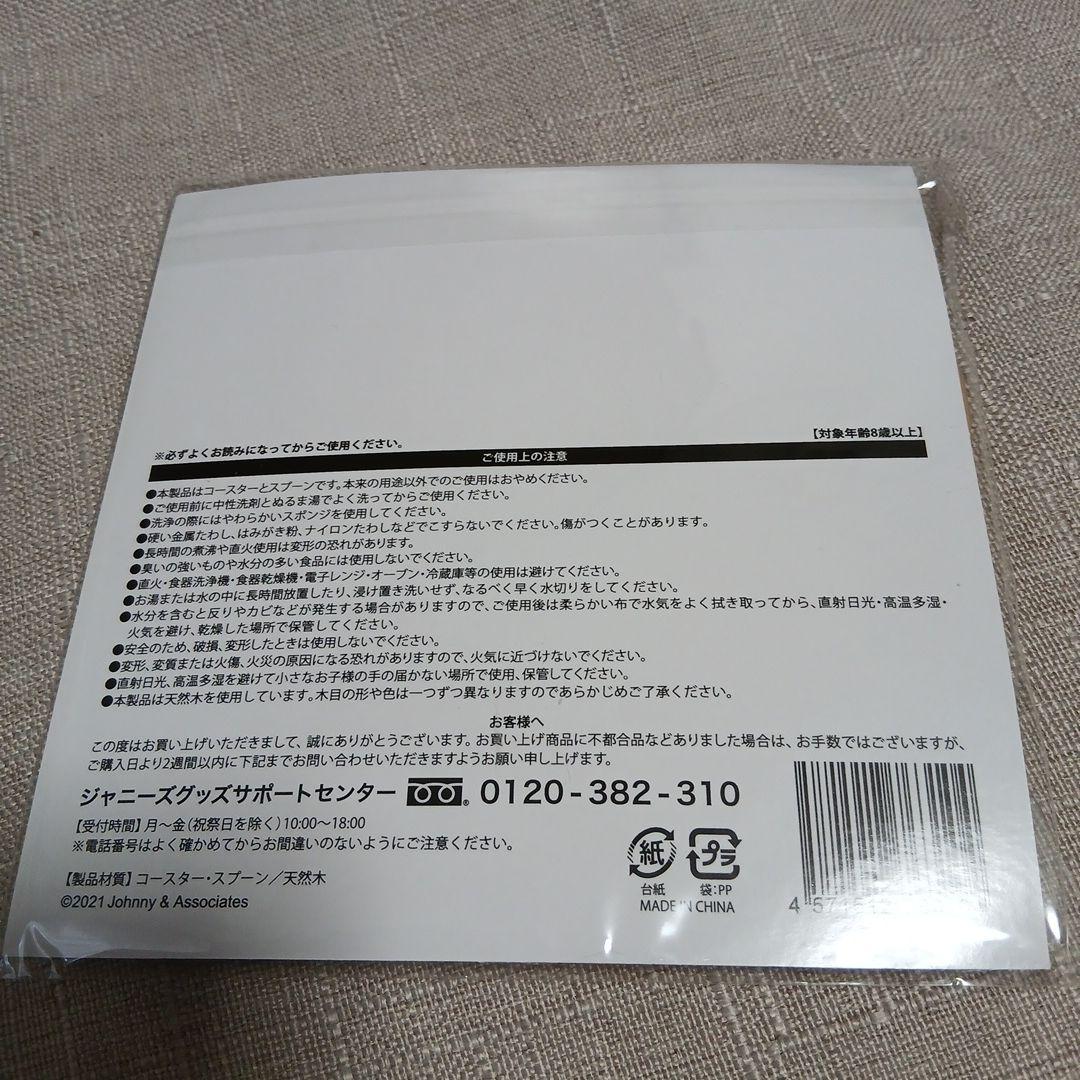 【対象年齢8歳以上】
※必ずよくお読みになってからご使用ください。
ご使用上の注意
●本製品はコースターとスプーンです。本来の用途以外でのご使用はおやめください。
●ご使用前に中性洗剤とぬるま湯でよく洗ってからご使用ください。
●洗浄の際にはやわらかいスポンジを使用してください。
●硬い金属たわし、はみがき粉、ナイロンたわしなどでこすらないでください。傷がつくことがあります。
●長時間の煮沸や直火使用は変形の恐れがあります。
●臭いの強いものや水分の多い食品には使用しないでください。
●直火・食器洗浄機・食器乾燥機・電子レンジ・オーブン・冷蔵庫等の使用は避けてください。
●お湯または水の中に長時間放置したり、浸け置き洗いせず、なるべく早く水切りをしてください。
●水分を含むと反りやカビなどが発生する場合がありますので、ご使用後は柔らかい布で水気をよく拭き取ってから、直射日光・高温多湿・
火気を避け、乾燥した場所で保管してください。
●安全のため、破損、変形したときは使用しないでください。
●変形、変質または火傷、火災の原因になる恐れがありますので、火気に近づけないでください。
●直射日光、高温多湿を避けて小さなお子様の手の届かない場所で使用、保管してください。
●本製品は天然木を使用しています。木目の形や色は一つずつ異なりますのであらかじめご了承ください。
お客様へ
この度はお買い上げいただきまして、誠にありがとうございます。お買い上げ商品に不都合品などありました場合は、お手数ではございますが、
ご購入日より2週間以内に下記までお問い合わせいただきますようお願い申し上げます。
ジャニーズグッズサポートセンター 0120-382-310
【受付時間】月～金(祝祭日を除く)10:00～18:00
※電話番号はよく確かめてからお間違いのないようにご注意ください。
【製品材質】コースター・スプーン/天然木
©2021 Johnny & Associates
紙 プラ
台紙 袋:PP
MADE IN CHINA